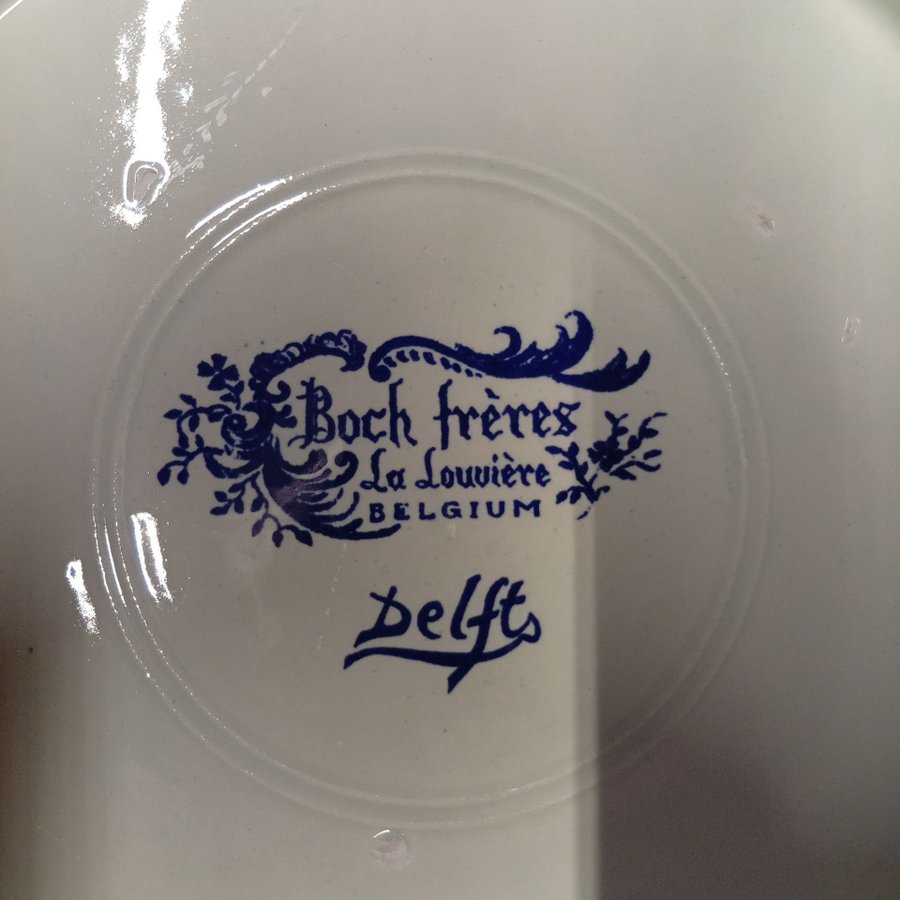 Boch frères
La Louvière
BELGIUM
Delfts